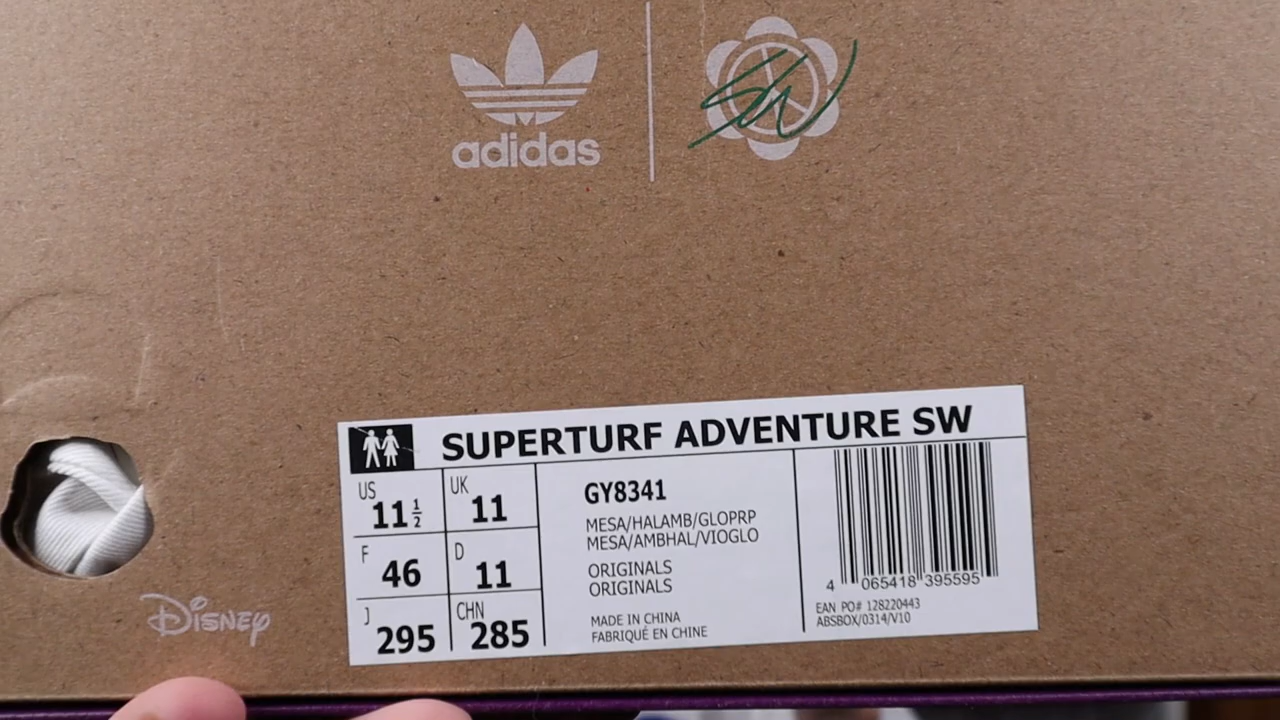 adidas
SW
SUPERTURF ADVENTURE SW
US
11 1/2
UK
11
F
46
D
11
J
295
CHN
285
GY8341
MESA/HALAMB/GLOPRP
MESA/AMBHAL/VIOGLO
ORIGINALS
ORIGINALS
MADE IN CHINA
FABRIQUÉ EN CHINE
4 065418 395595
EAN PO# 128220443
ABSBOX/0314/V10
Disney